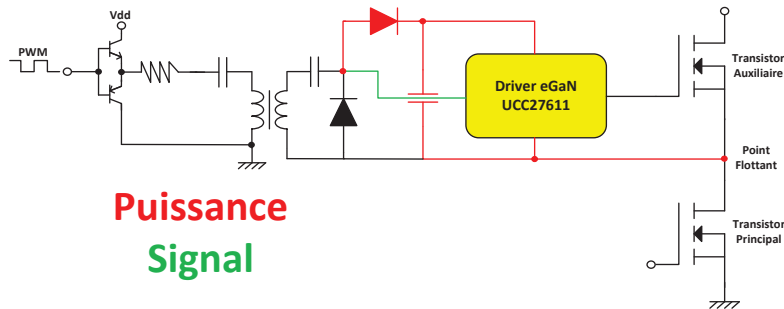 Vdd
PWM
Driver eGaN
UCC27611
Transistor
Auxiliaire
Point
Flottant
Puissance
Signal
Transistor
Principal